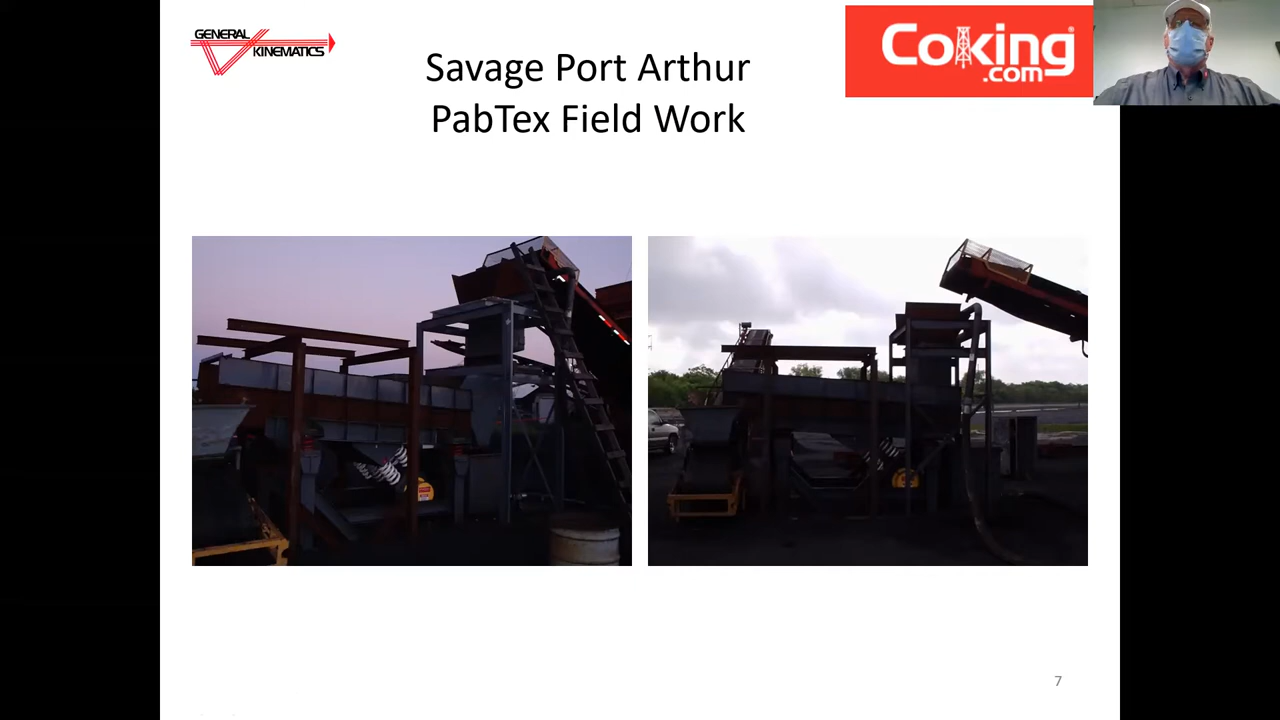 GENERAL
KINEMATICS
Coking
.com
Savage Port Arthur
PabTex Field Work
7